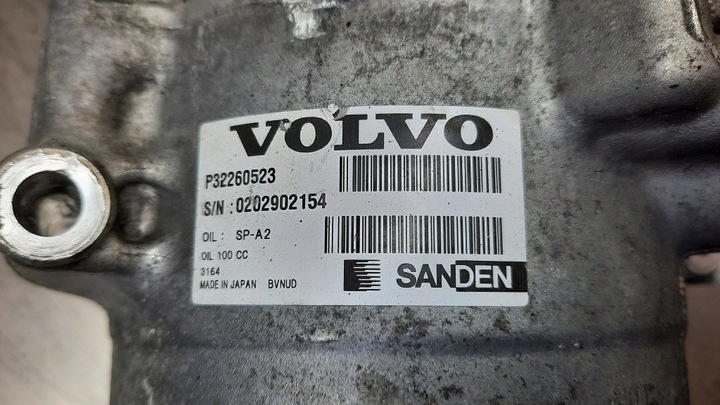 VOLVO
P32260523
S/N : 0202902154
OIL : SP-A2
OIL 100 CC
3164
MADE IN JAPAN BVNUD
SANDEN